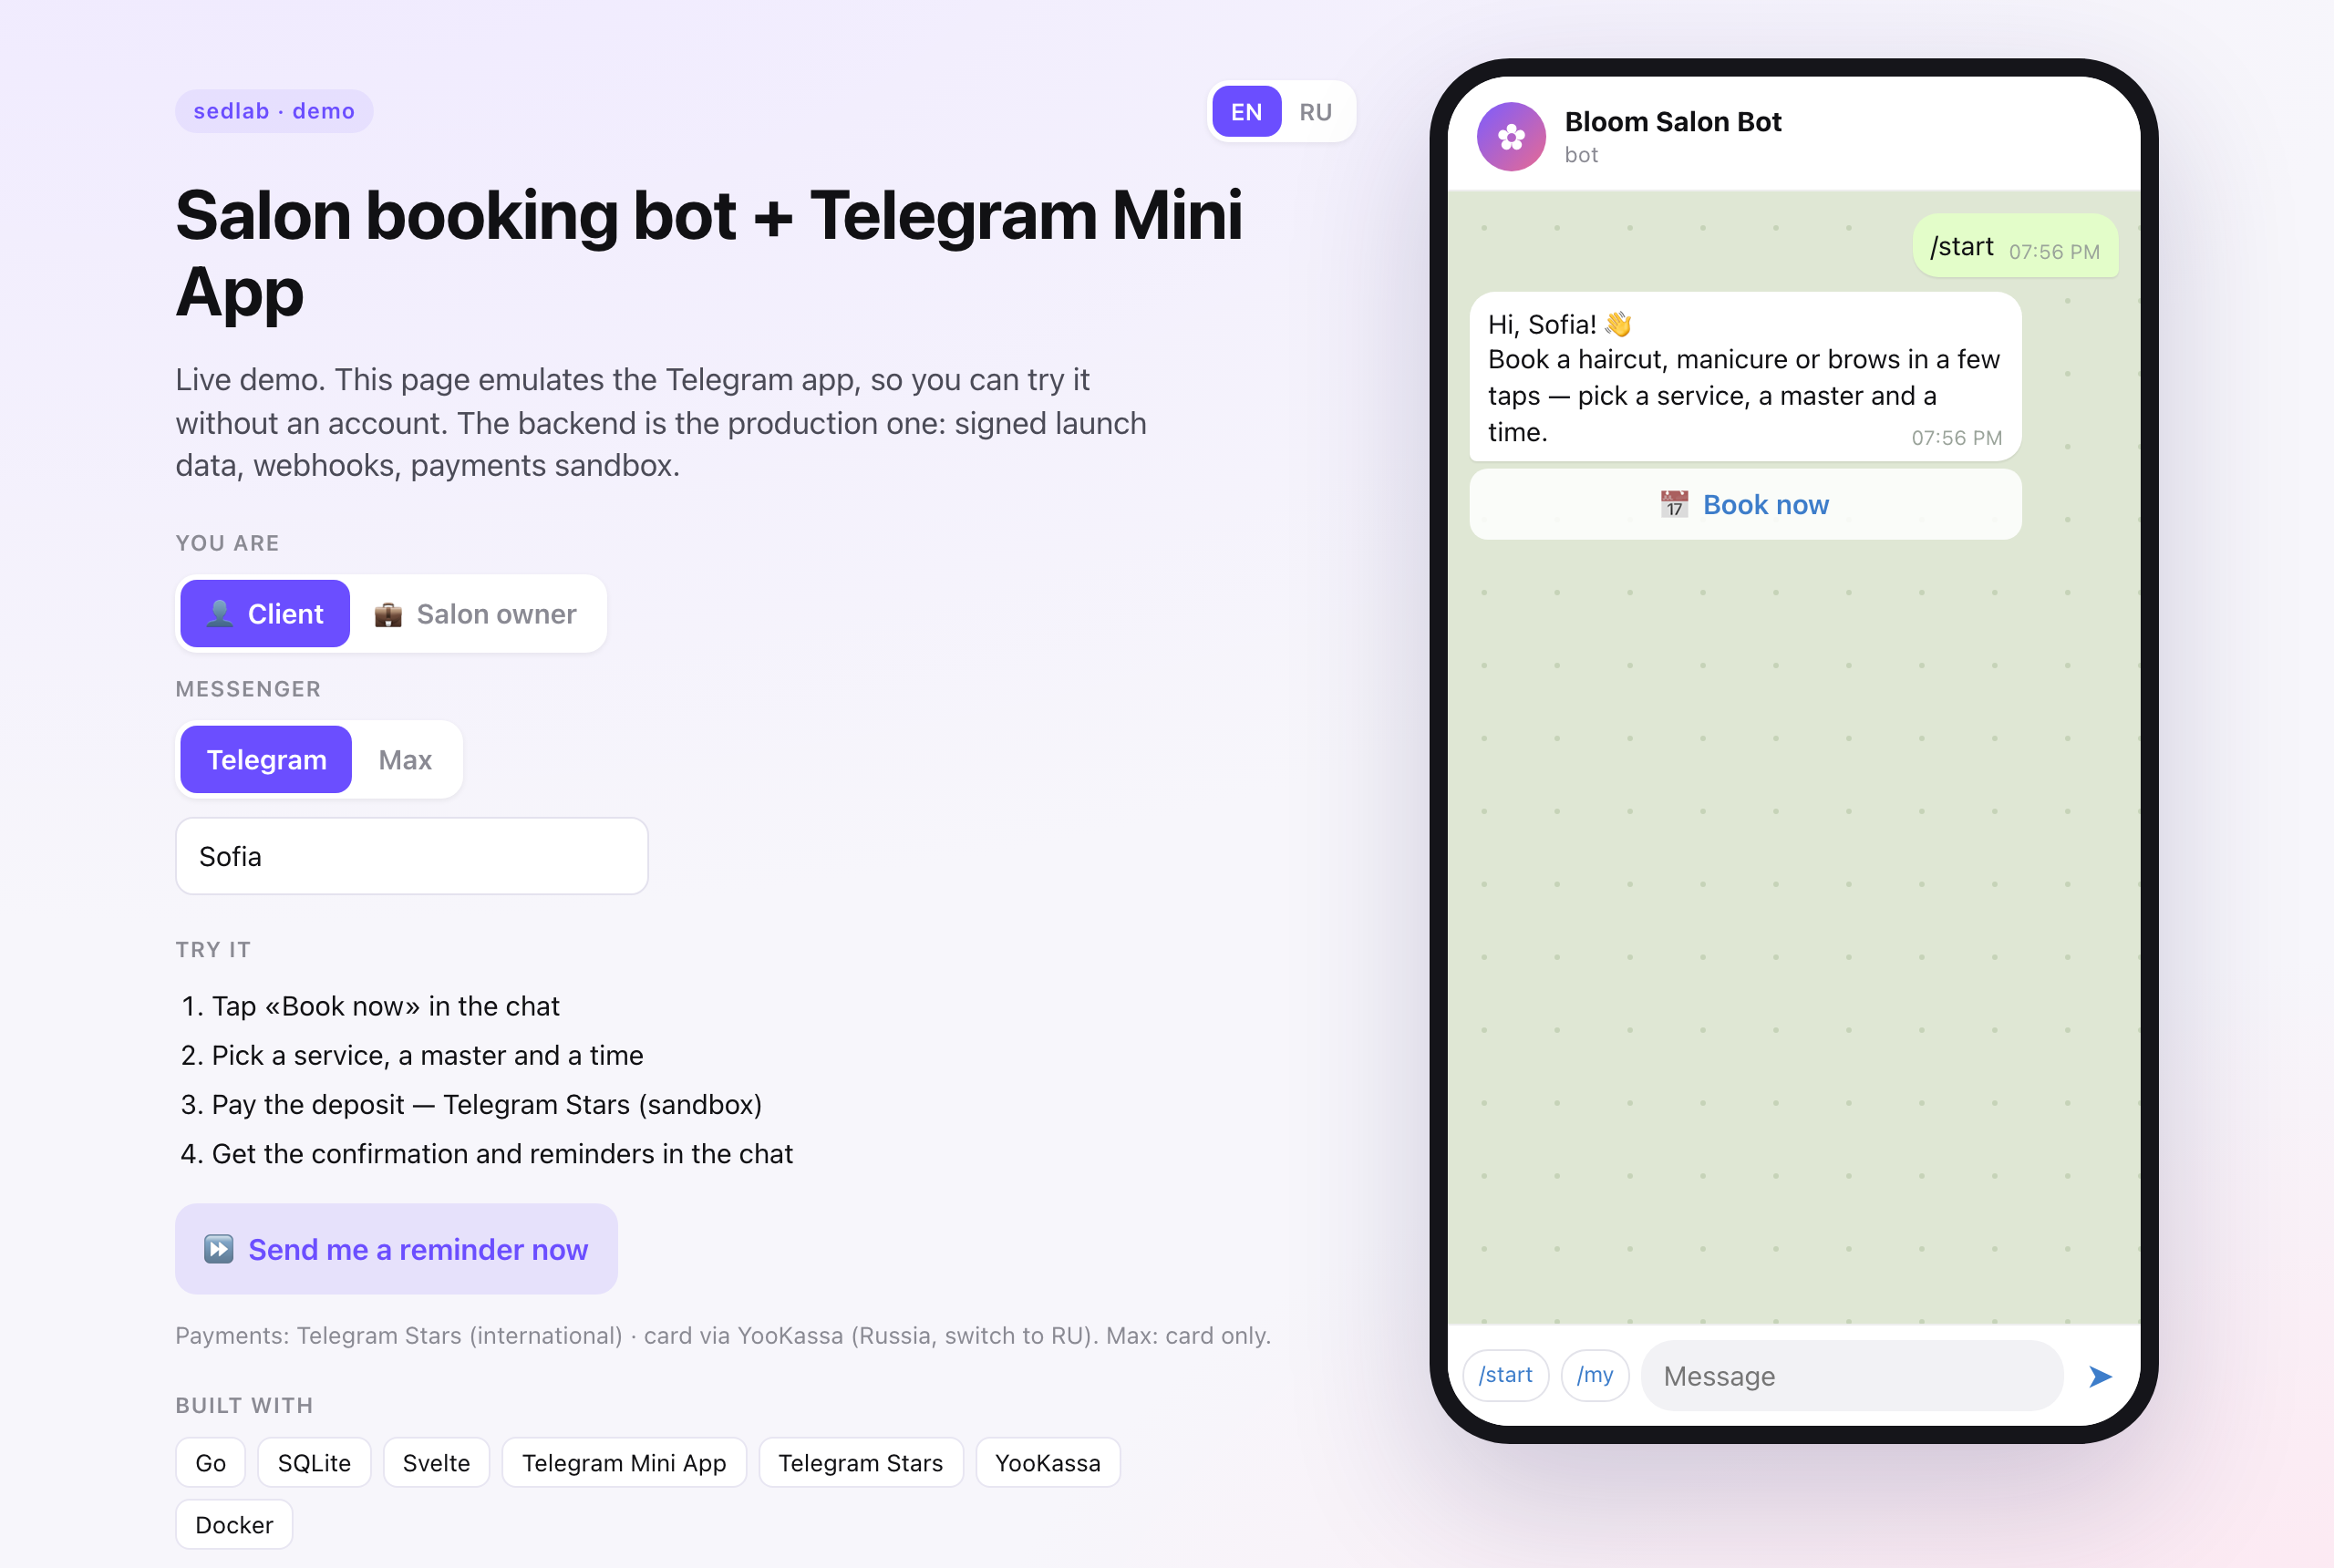 sedlab · demo
EN RU
Salon booking bot + Telegram Mini
App
Live demo. This page emulates the Telegram app, so you can try it
without an account. The backend is the production one: signed launch
data, webhooks, payments sandbox.
YOU ARE
👤 Client 💼 Salon owner
MESSENGER
Telegram Max
Sofia
TRY IT
1. Tap «Book now» in the chat
2. Pick a service, a master and a time
3. Pay the deposit — Telegram Stars (sandbox)
4. Get the confirmation and reminders in the chat
⏩ Send me a reminder now
Payments: Telegram Stars (international) · card via YooKassa (Russia, switch to RU). Max: card only.
BUILT WITH
Go SQLite Svelte Telegram Mini App Telegram Stars YooKassa
Docker
Bloom Salon Bot
bot
/start 07:56 PM
Hi, Sofia! 👋
Book a haircut, manicure or brows in a few
taps — pick a service, a master and a
time. 07:56 PM
📅 Book now
/start /my Message